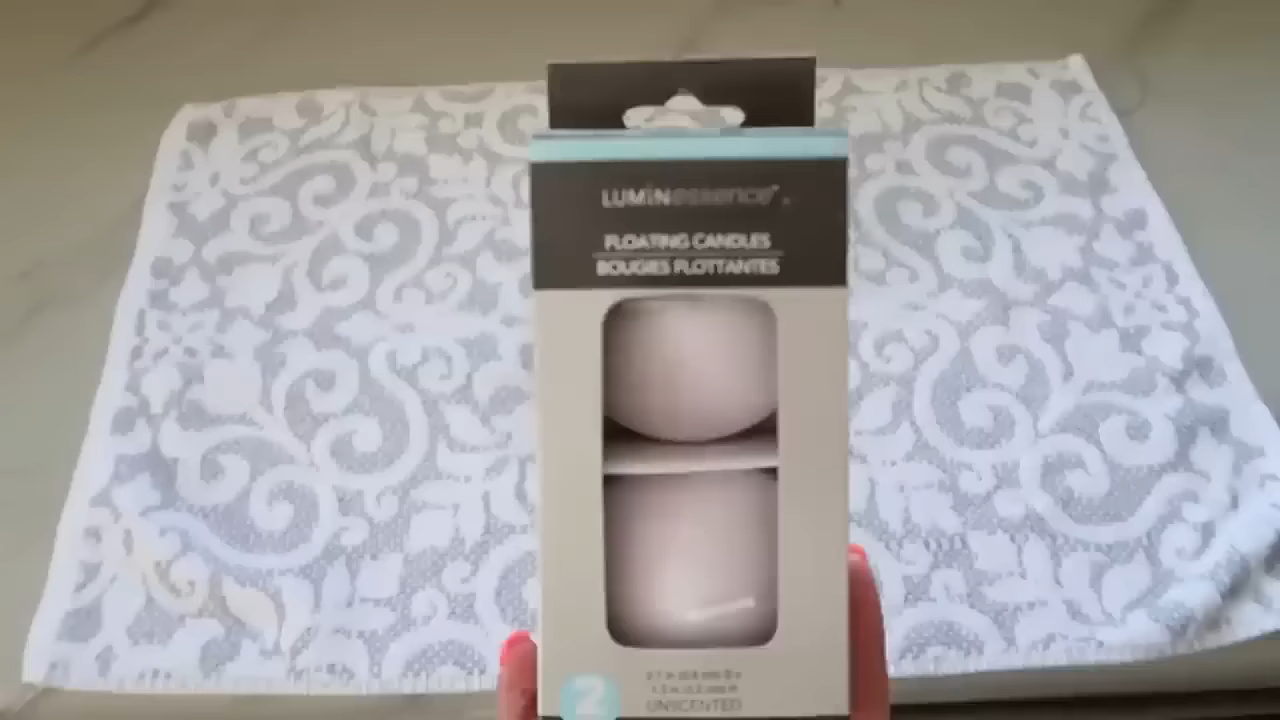 LUMINessence
FLOATING CANDLES
BOUGIES FLOTTANTES
2
UNSCENTED